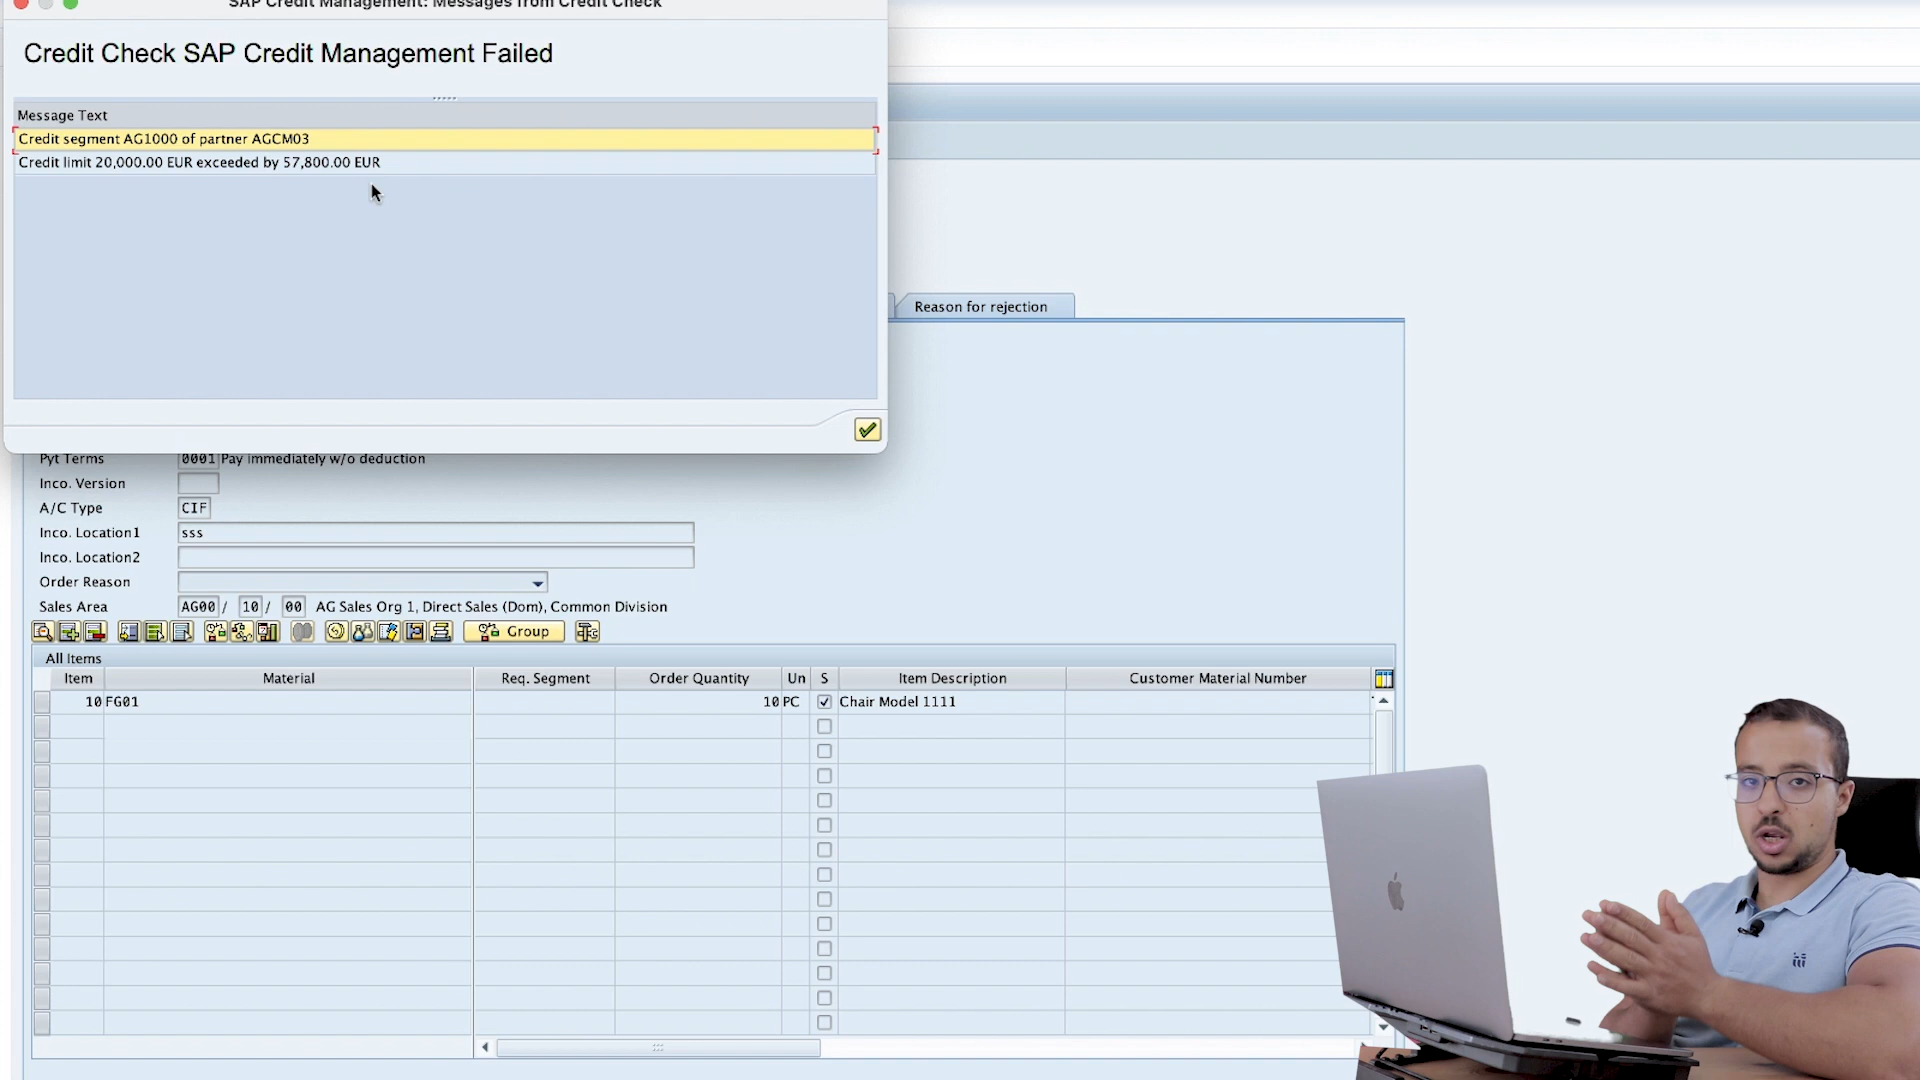 SAP Credit Management: Messages from Credit Check
Credit Check SAP Credit Management Failed
Message Text
Credit segment AG1000 of partner AGCM03
Credit limit 20,000.00 EUR exceeded by 57,800.00 EUR
Reason for rejection
Pyt Terms 0001 Pay immediately w/o deduction
Inco. Version
A/C Type CIF
Inco. Location1 sss
Inco. Location2
Order Reason
Sales Area AG00 / 10 / 00 AG Sales Org 1, Direct Sales (Dom), Common Division
Group
All Items
Item Material Req. Segment Order Quantity Un S Item Description Customer Material Number
10 FG01 10 PC Chair Model 1111